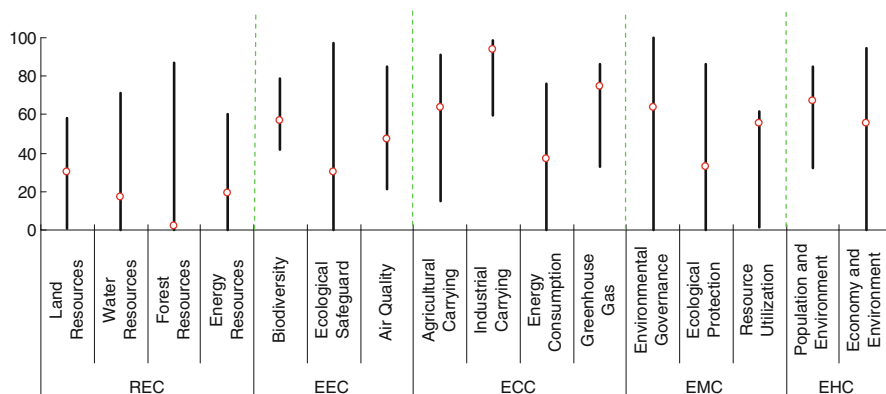 100
80
60
40
20
0
Land
Resources
Water
Resources
Forest
Resources
Energy
Resources
Biodiversity
Ecological
Safeguard
Air Quality
Agricultural
Carrying
Industrial
Carrying
Energy
Consumption
Greenhouse
Gas
Environmental
Governance
Ecological
Protection
Resource
Utilization
Population and
Environment
Economy and
Environment
REC
EEC
ECC
EMC
EHC